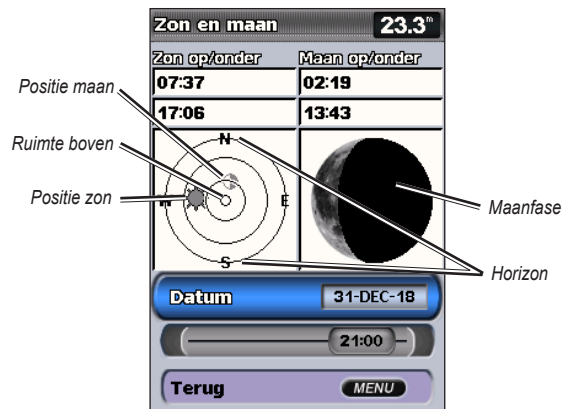 Zon en maan
23.3m
Zon op/onder
Maan op/onder
07:37
02:19
17:06
13:43
Positie maan
Ruimte boven
Positie zon
N
E
S
Maanfase
Horizon
Datum
31-DEC-18
21:00
Terug
MENU